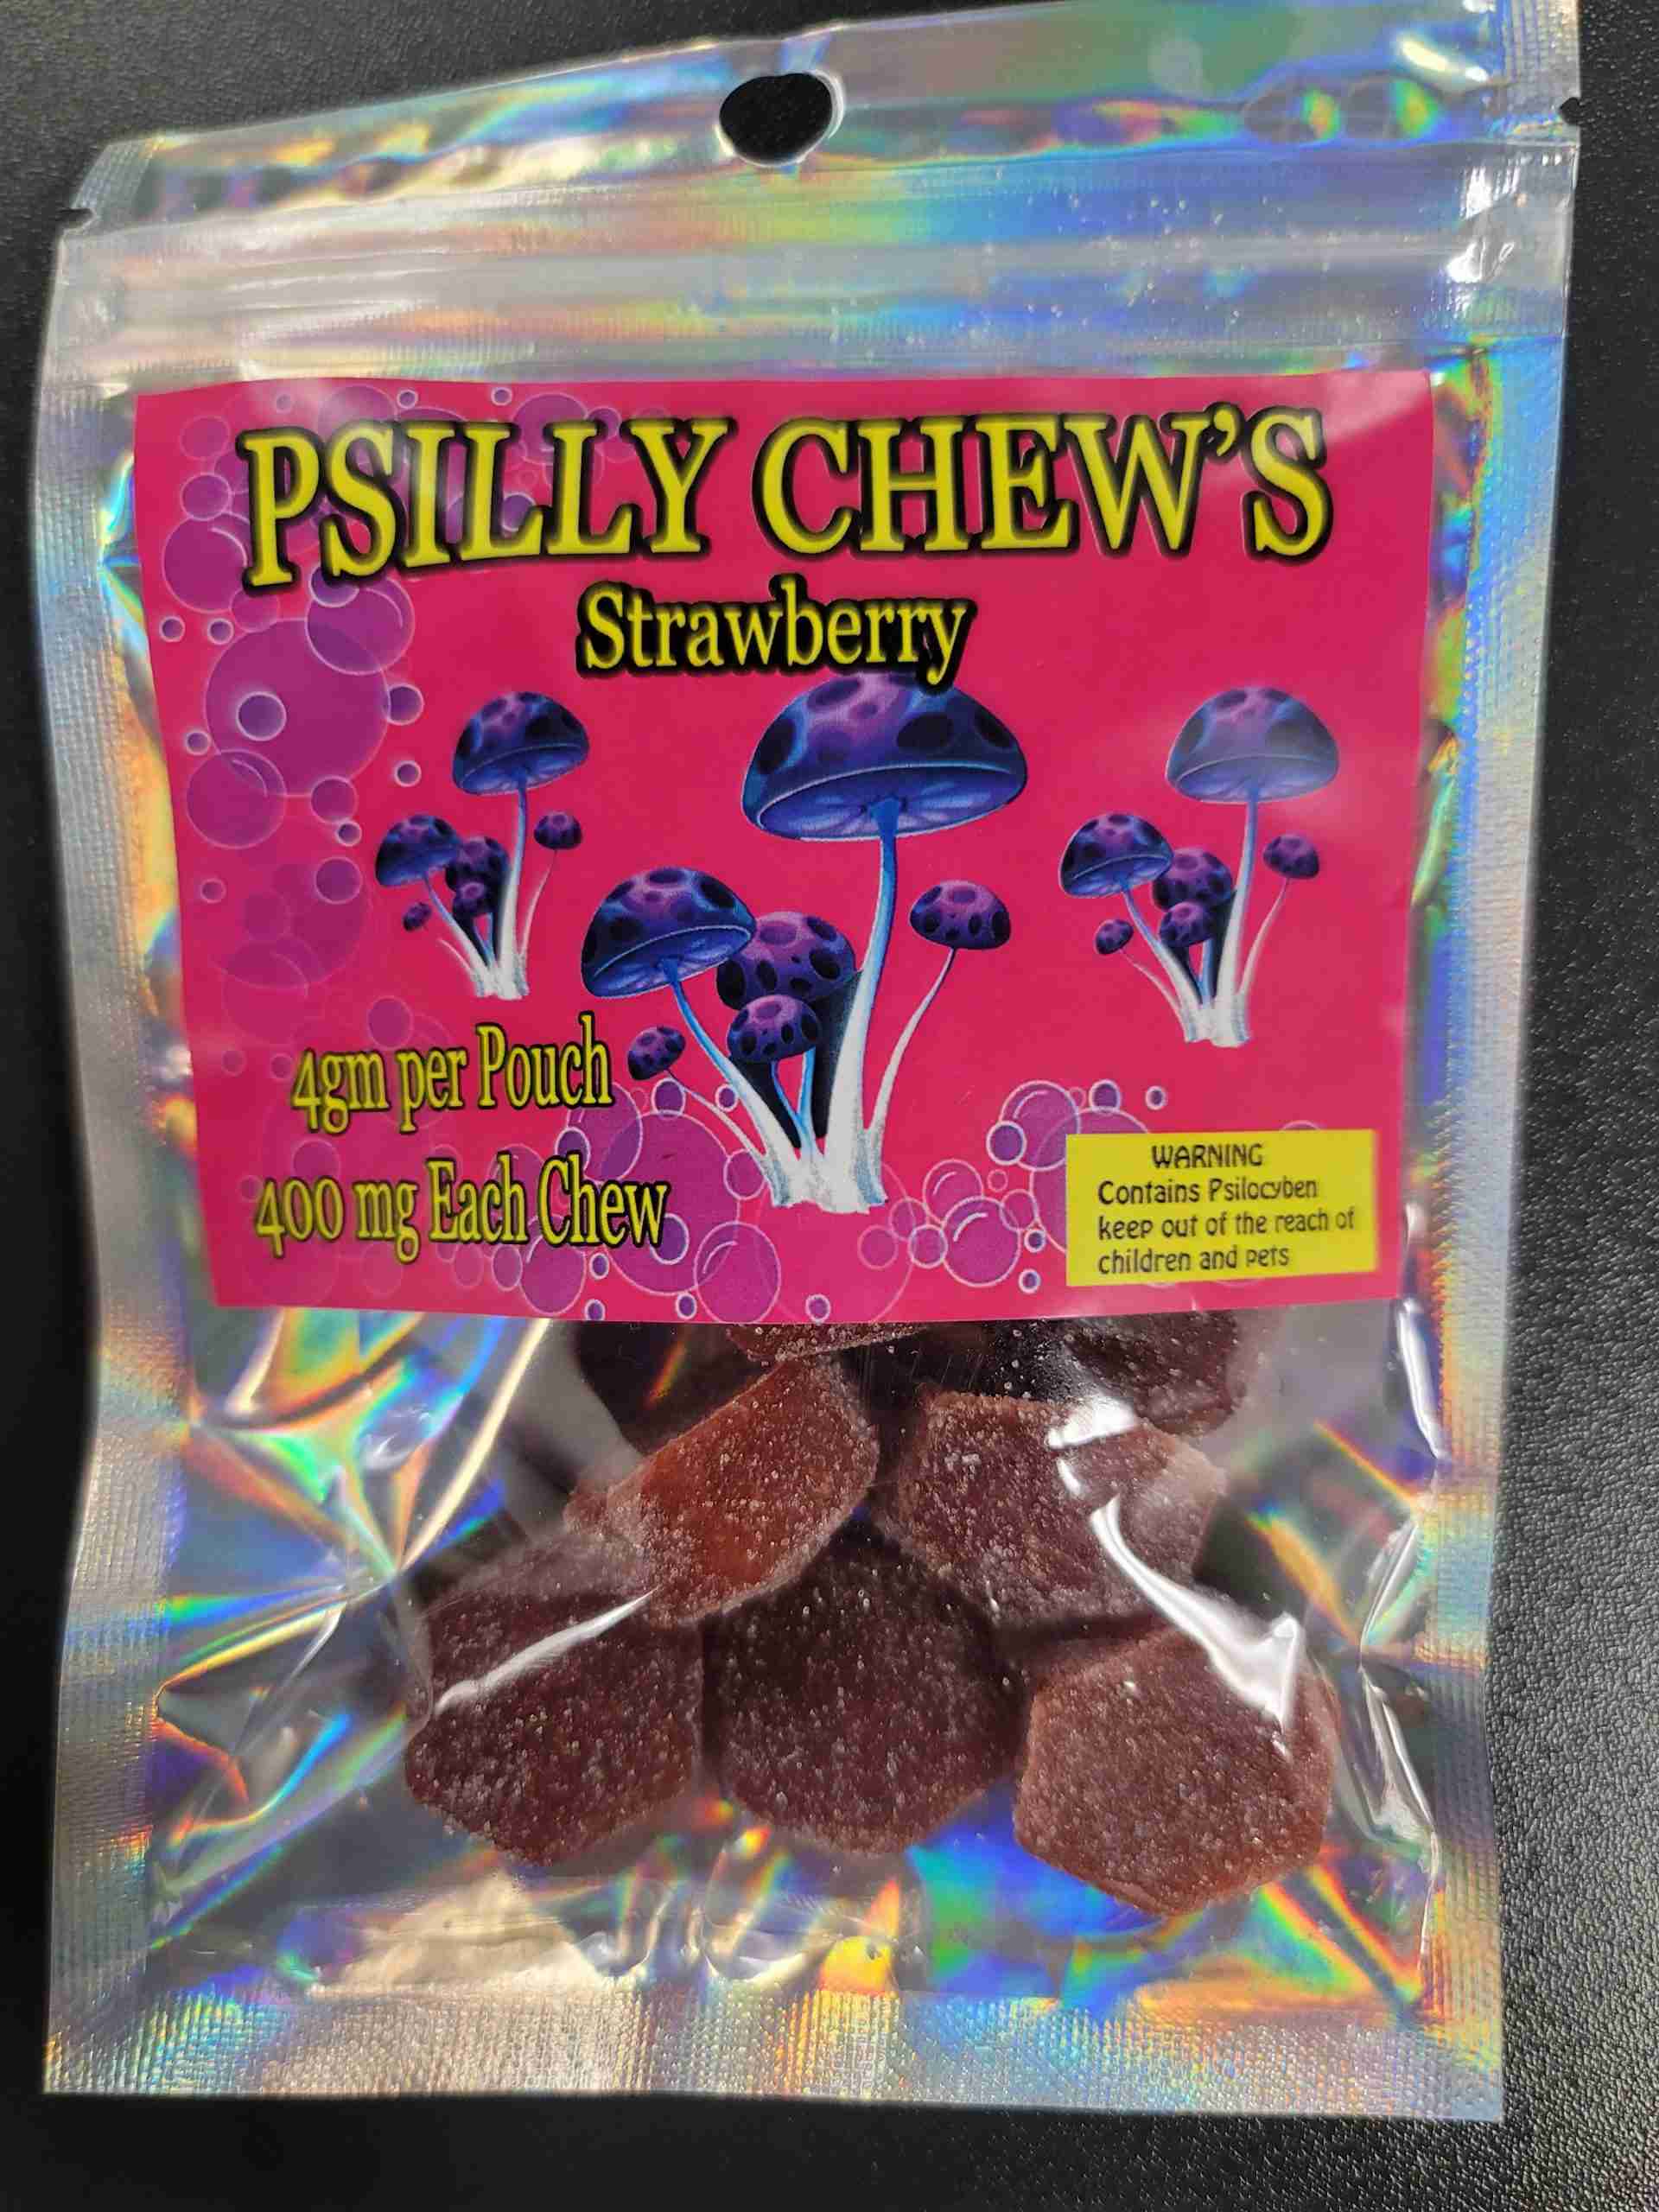 PSILLY CHEW'S
Strawberry
4gm per Pouch
400 mg Each Chew
WARNING
Contains Psilocyben
keep out of the reach of
children and pets